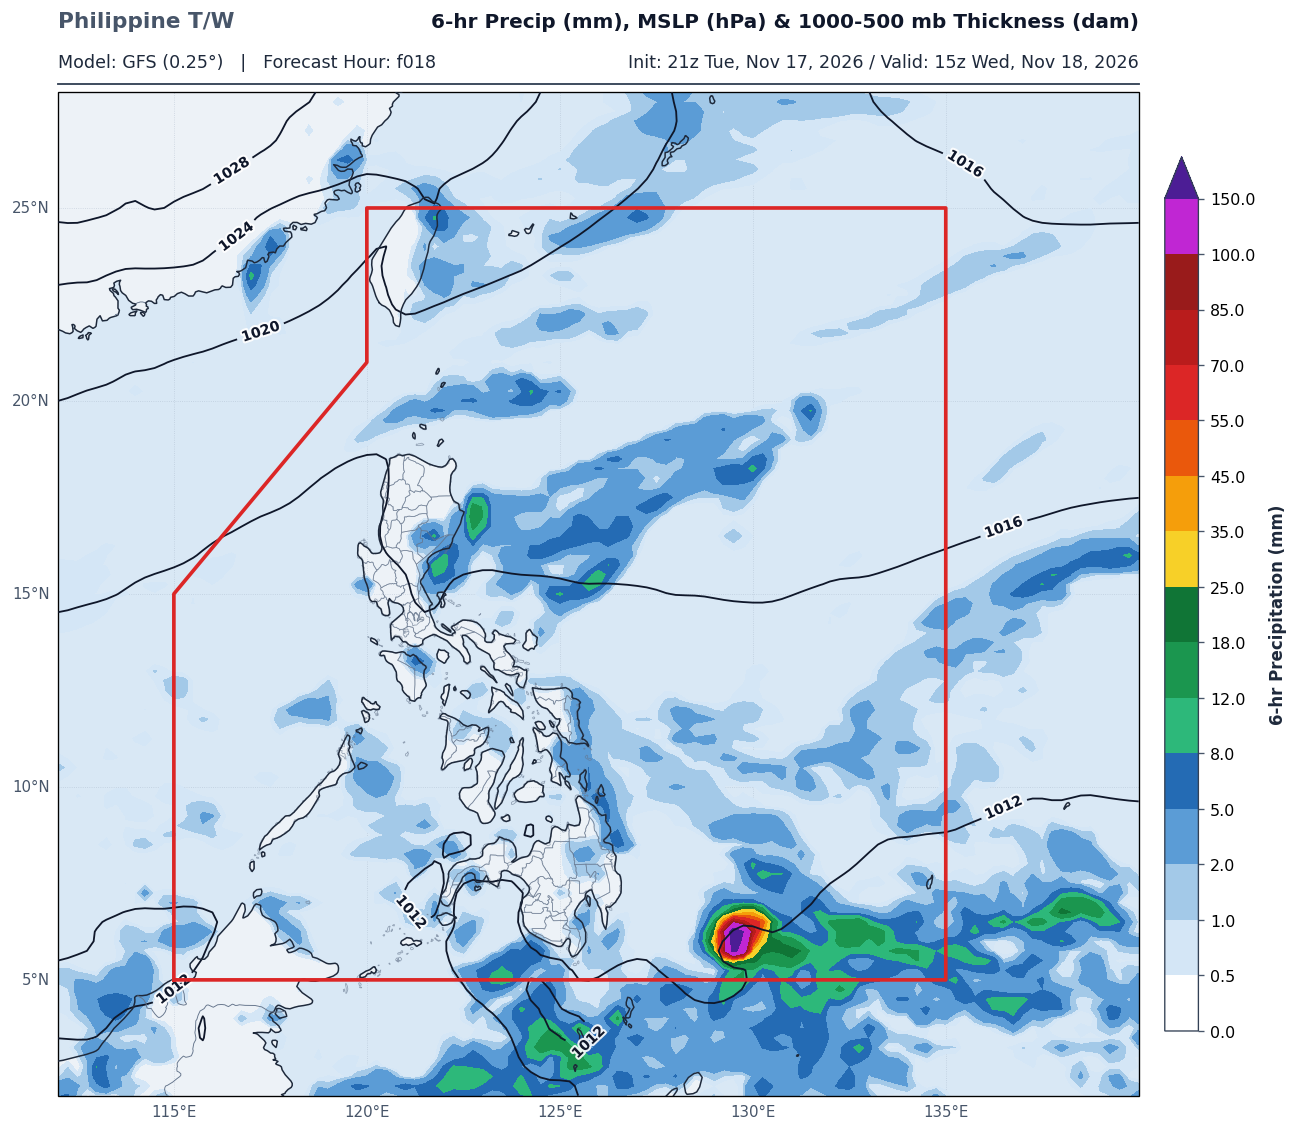 Philippine T/W
6-hr Precip (mm), MSLP (hPa) & 1000-500 mb Thickness (dam)
Model: GFS (0.25°) | Forecast Hour: f018
Init: 21z Tue, Nov 17, 2026 / Valid: 15z Wed, Nov 18, 2026
1028
1024
1020
1016
1016
1012
1012
1012
1012
25°N
20°N
15°N
10°N
5°N
115°E
120°E
125°E
130°E
135°E
150.0
100.0
85.0
70.0
55.0
45.0
35.0
25.0
18.0
12.0
8.0
5.0
2.0
1.0
0.5
0.0
6-hr Precipitation (mm)